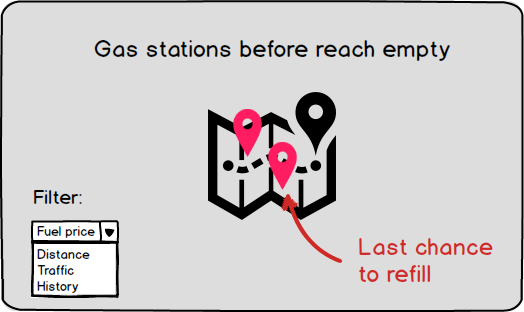 Gas stations before reach empty
Filter:
Fuel price
Distance
Traffic
History
Last chance
to refill